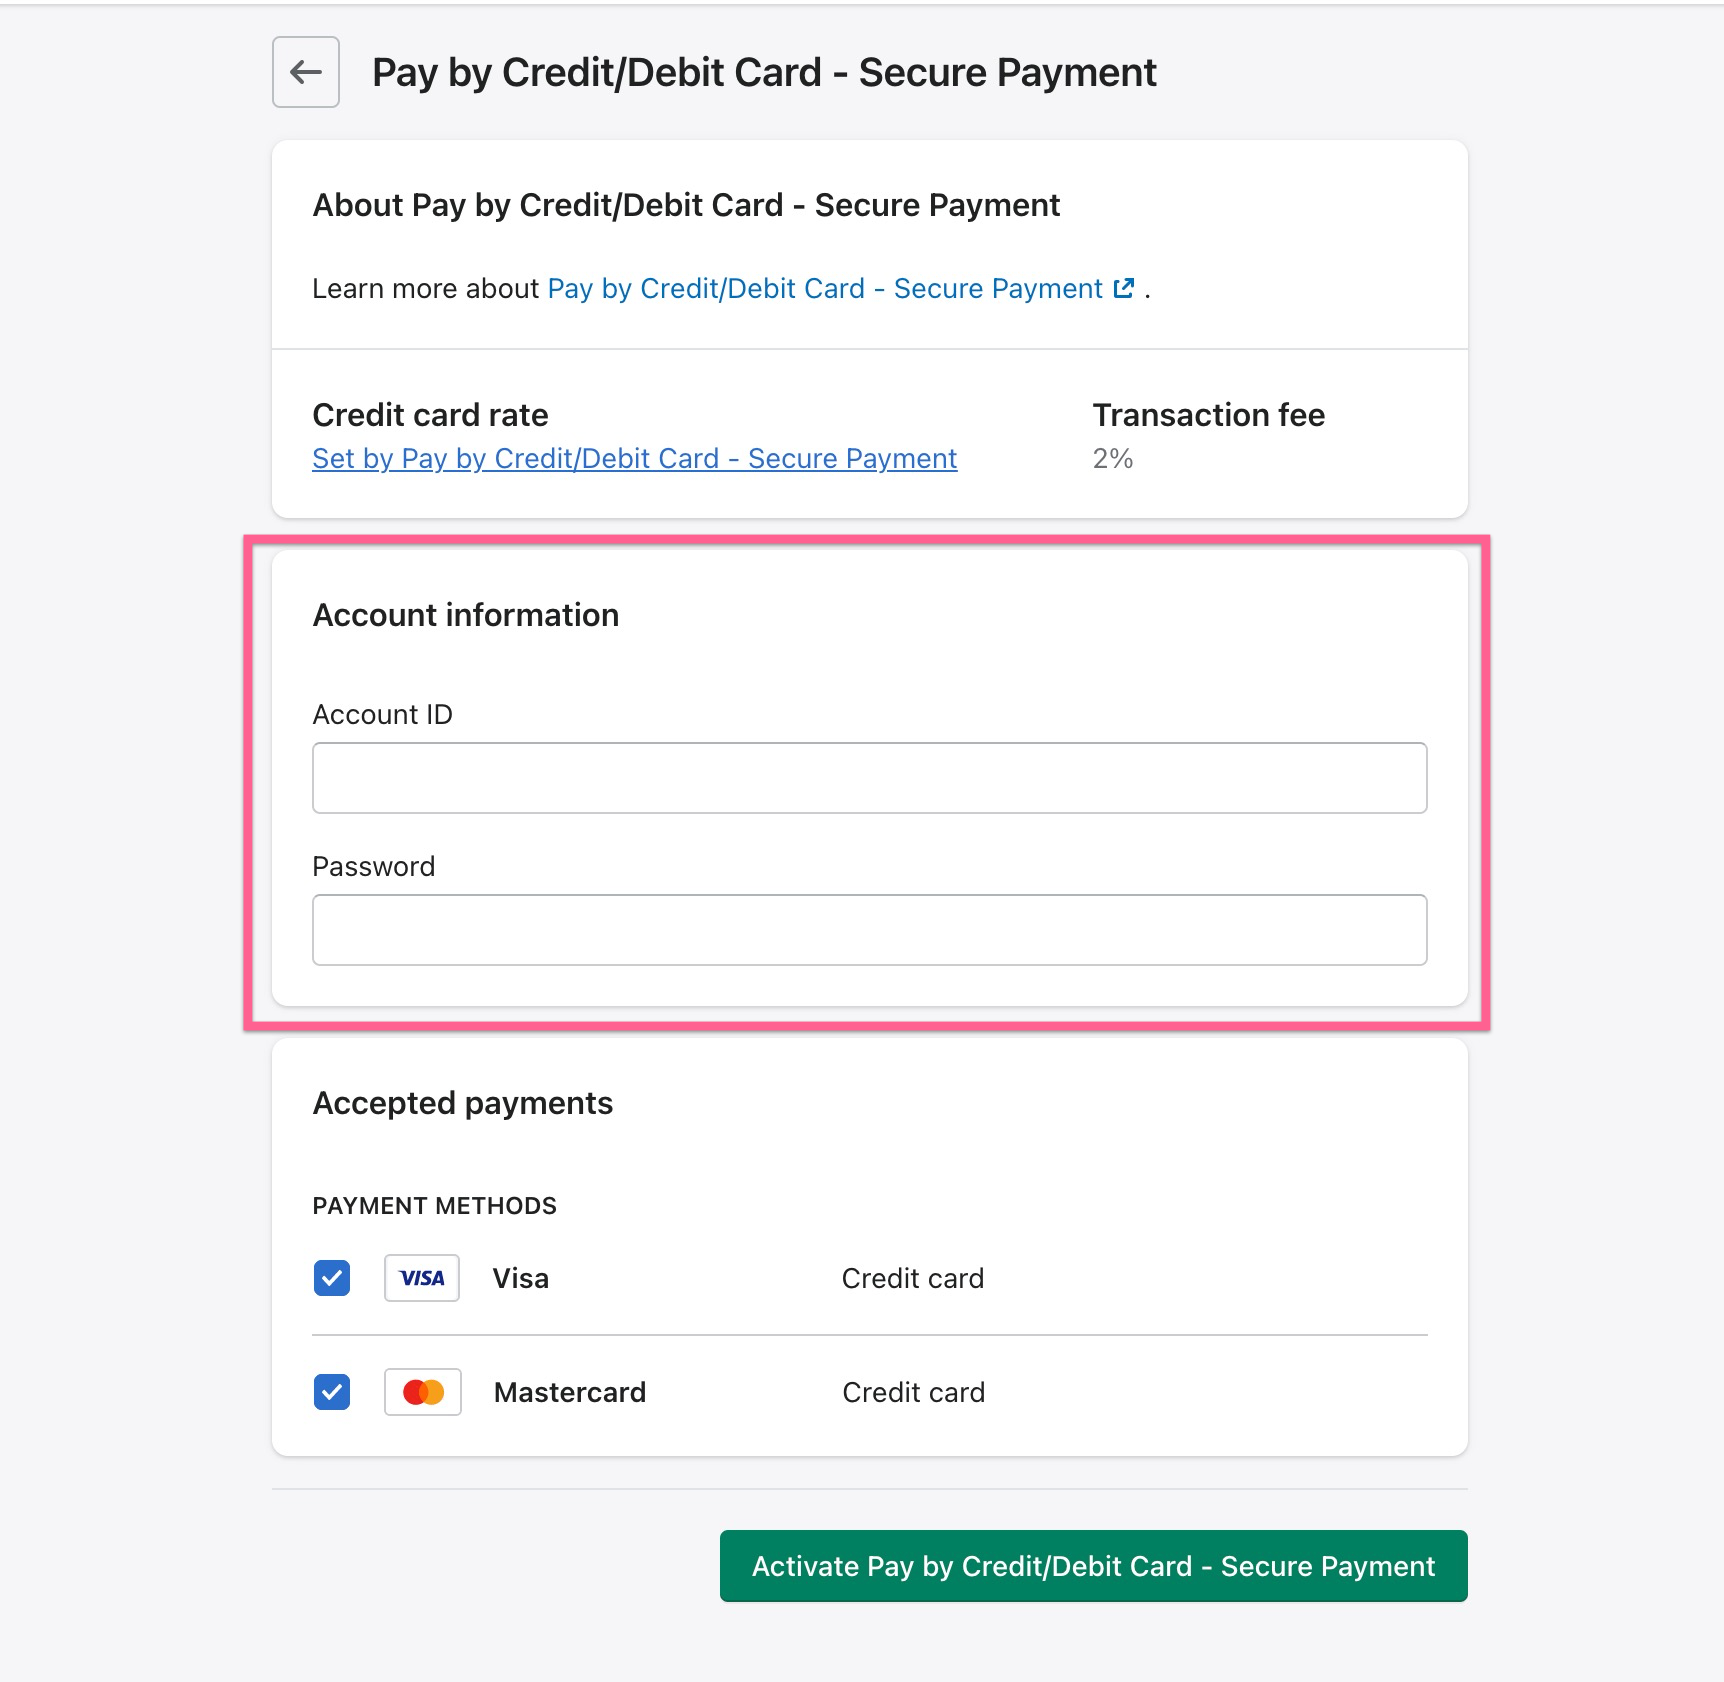 Pay by Credit/Debit Card - Secure Payment
About Pay by Credit/Debit Card - Secure Payment
Learn more about Pay by Credit/Debit Card - Secure Payment .
Credit card rate
Transaction fee
Set by Pay by Credit/Debit Card - Secure Payment
2%
Account information
Account ID
Password
Accepted payments
PAYMENT METHODS
VISA Visa Credit card
Mastercard Credit card
Activate Pay by Credit/Debit Card - Secure Payment